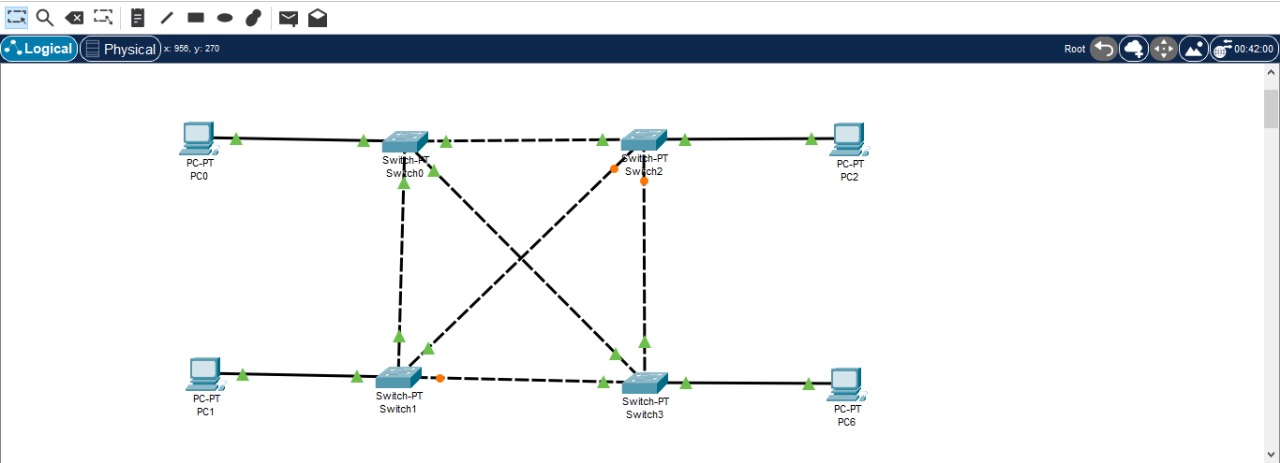 Logical
Physical
x: 956, y: 270
Root
00:42:00
PC-PT
PC0
Switch-PT
Switch0
Switch-PT
Switch2
PC-PT
PC2
PC-PT
PC1
Switch-PT
Switch1
Switch-PT
Switch3
PC-PT
PC6